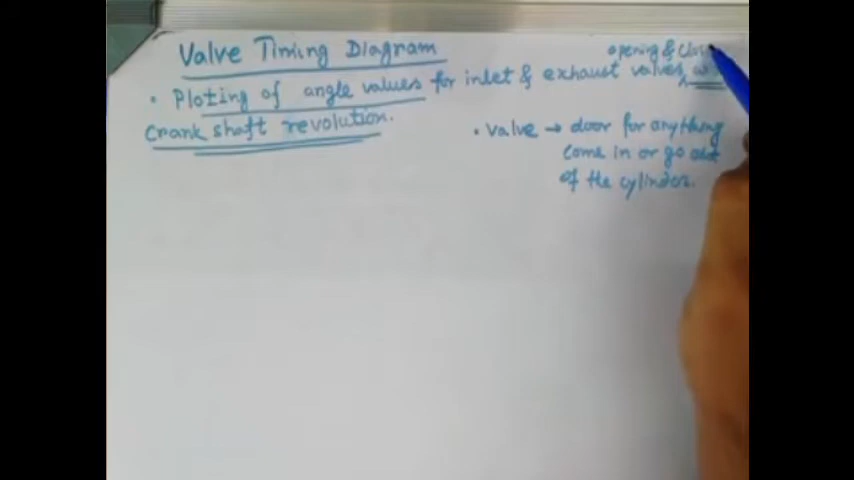 Valve Timing Diagram
opening & Clos
• Ploting of angle values for inlet & exhaust valves w
Crank shaft revolution.
• valve → door for anything
come in or go out
of the cylinder.